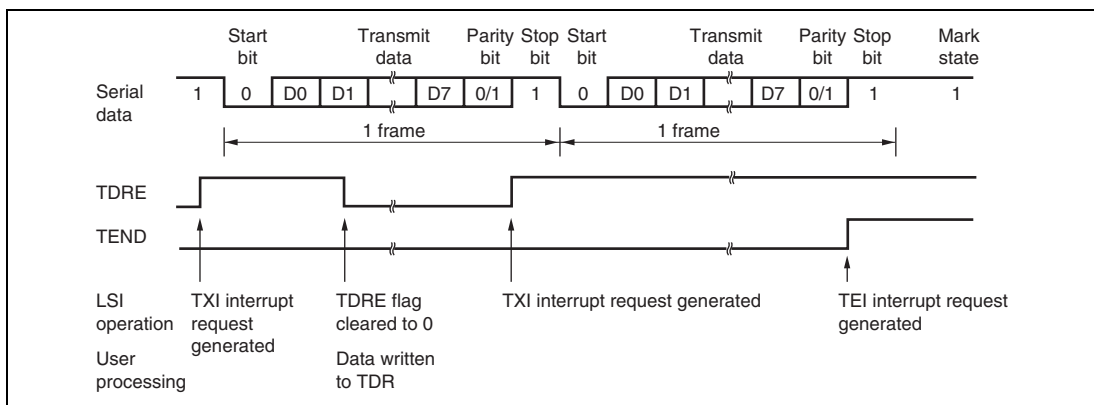 Start Transmit Parity Stop Start Transmit Parity Stop Mark
bit data bit bit bit data bit bit state
Serial data
1 0 D0 D1 D7 0/1 1 0 D0 D1 D7 0/1 1 1
1 frame 1 frame
TDRE
TEND
LSI operation
TXI interrupt request generated
TDRE flag cleared to 0
TXI interrupt request generated
TEI interrupt request generated
User processing
Data written to TDR